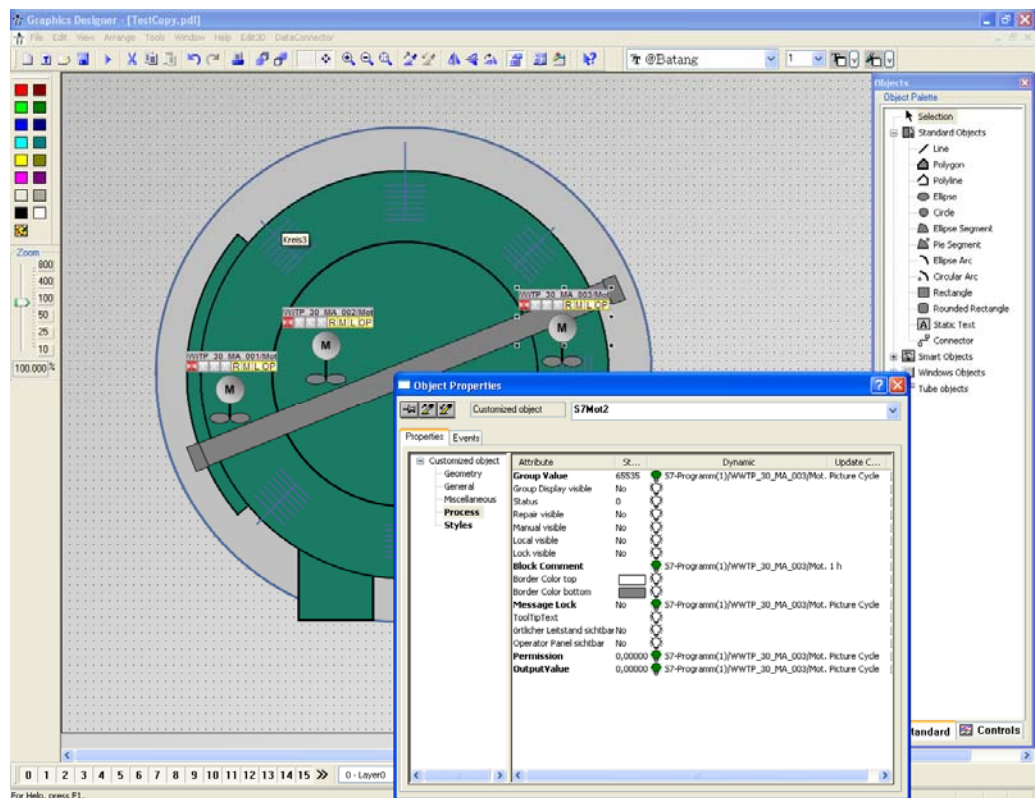 Graphics Designer - [TestCopy.pdl]
File Edit View Arrange Tools Window Help Edit3D DataConnector
@Batang 1
Zoom
800
400
100
50
25
10
100.000 %
Kreis3
WWTP_30_MA_003/Mot
R M L OP
M
WWTP_30_MA_002/Mot
R M L OP
M
WWTP_30_MA_001/Mot
R M L OP
M
Objects
Object Palette
Selection
Standard Objects
Line
Polygon
Polyline
Ellipse
Circle
Ellipse Segment
Pie Segment
Ellipse Arc
Circular Arc
Rectangle
Rounded Rectangle
Static Text
Connector
Smart Objects
Windows Objects
Tube objects
tandard Controls
Object Properties
Customized object S7Mot2
Properties Events
Customized object
Geometry
General
Miscellaneous
Process
Styles
Attribute St... Dynamic Update C...
Group Value 65535 S7-Programm(1)/WWTP_30_MA_003/Mot. Picture Cycle
Group Display visible No
Status 0
Repair visible No
Manual visible No
Local visible No
Lock visible No
Block Comment S7-Programm(1)/WWTP_30_MA_003/Mot. 1 h
Border Color top
Border Color bottom
Message Lock No S7-Programm(1)/WWTP_30_MA_003/Mot. Picture Cycle
ToolTipText
örtlicher Leitstand sichtbar No
Operator Panel sichtbar No
Permission 0,00000 S7-Programm(1)/WWTP_30_MA_003/Mot. Picture Cycle
OutputValue 0,00000 S7-Programm(1)/WWTP_30_MA_003/Mot. Picture Cycle
0 1 2 3 4 5 6 7 8 9 10 11 12 13 14 15 0 - Layer0
For Help, press F1.